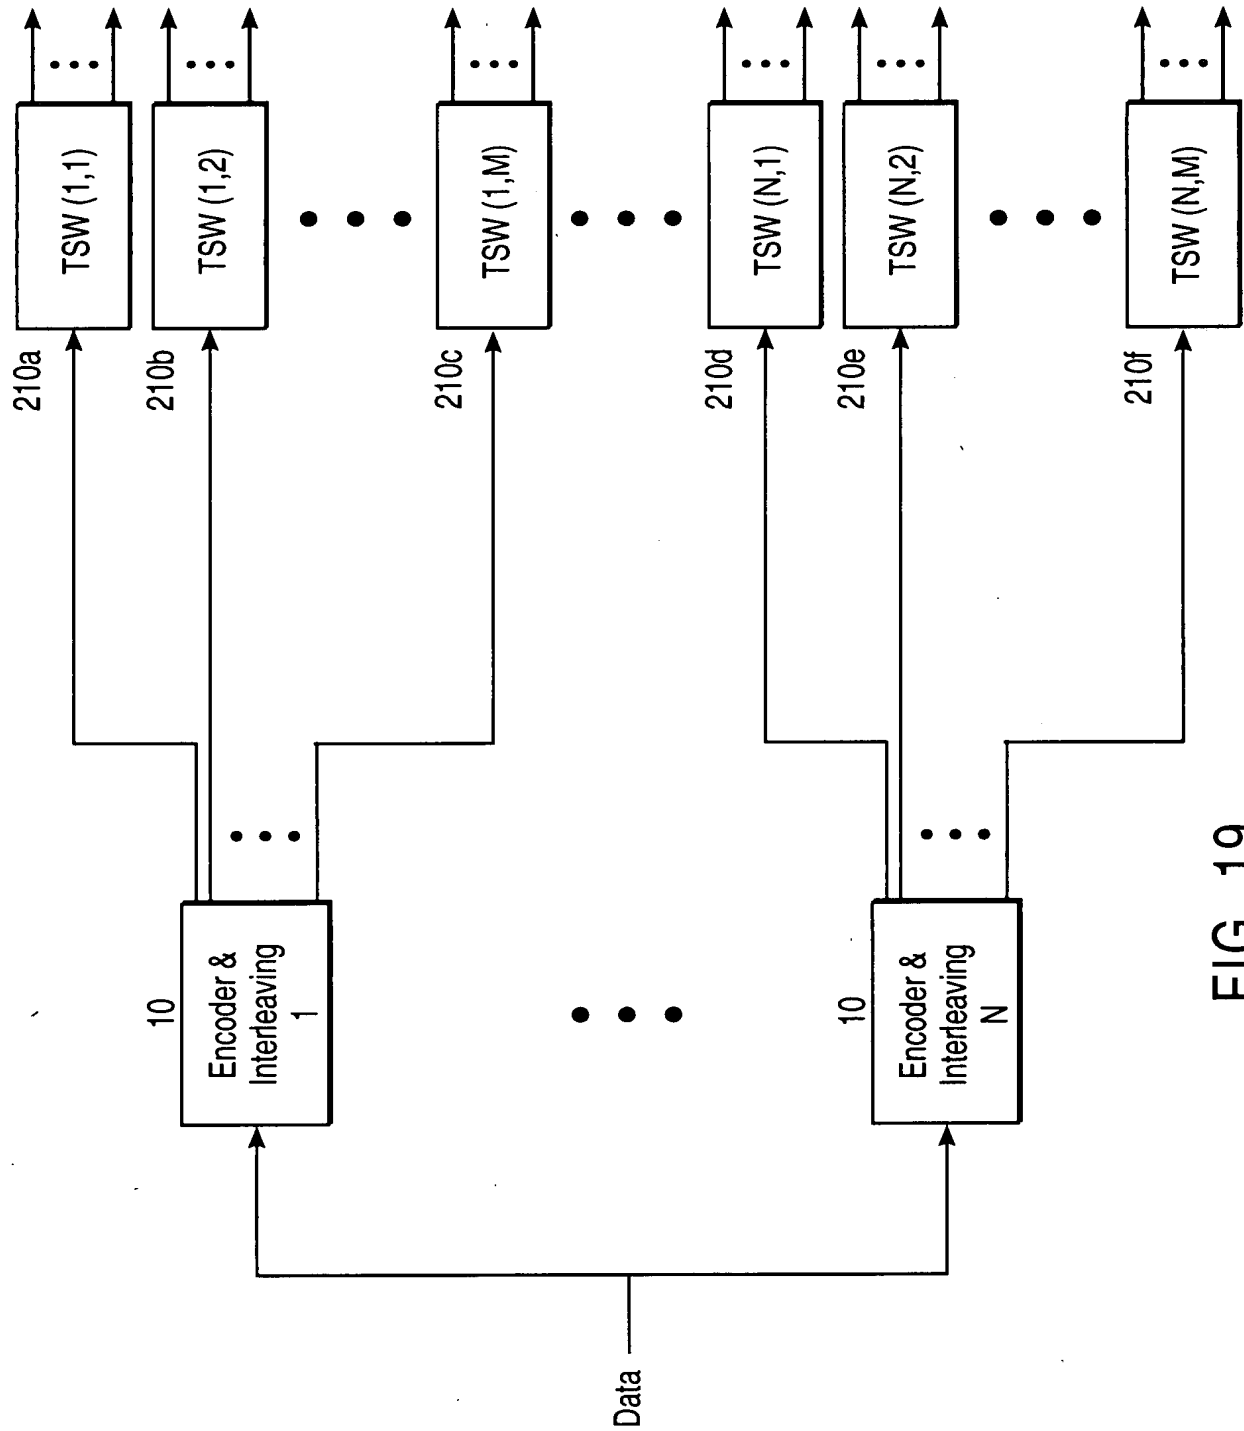 Data
10
Encoder &
Interleaving
1
10
Encoder &
Interleaving
N
210a
TSW (1,1)
210b
TSW (1,2)
210c
TSW (1,M)
210d
TSW (N,1)
210e
TSW (N,2)
210f
TSW (N,M)
FIG. 19